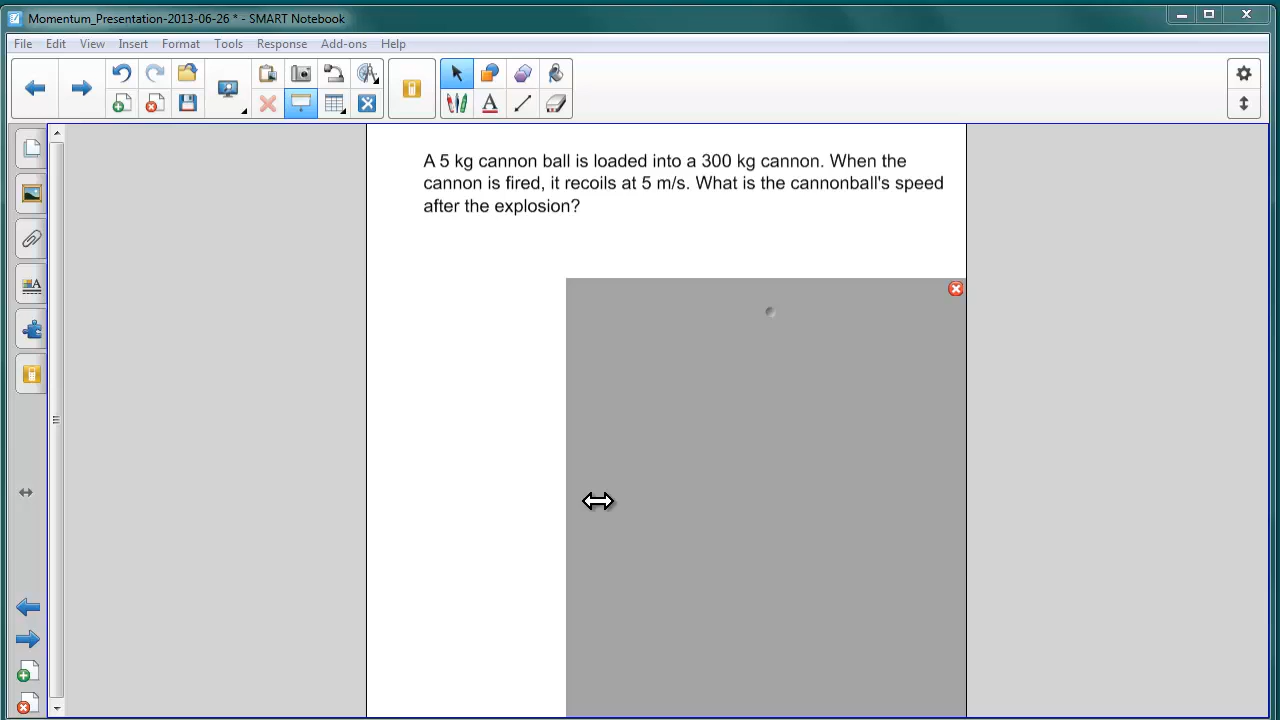 Momentum_Presentation-2013-06-26 * - SMART Notebook
File Edit View Insert Format Tools Response Add-ons Help
A 5 kg cannon ball is loaded into a 300 kg cannon. When the
cannon is fired, it recoils at 5 m/s. What is the cannonball's speed
after the explosion?